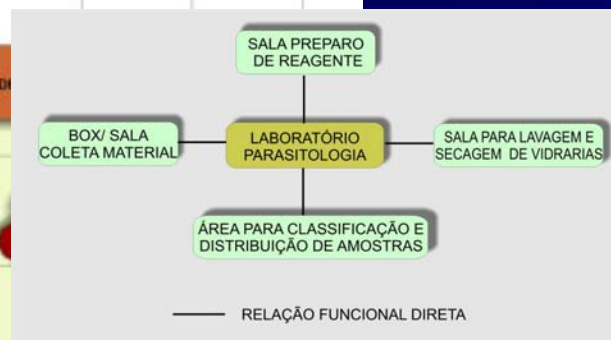 SALA PREPARO
DE REAGENTE
BOX/ SALA
COLETA MATERIAL
LABORATÓRIO
PARASITOLOGIA
SALA PARA LAVAGEM E
SECAGEM DE VIDRARIAS
ÁREA PARA CLASSIFICAÇÃO E
DISTRIBUIÇÃO DE AMOSTRAS
RELAÇÃO FUNCIONAL DIRETA